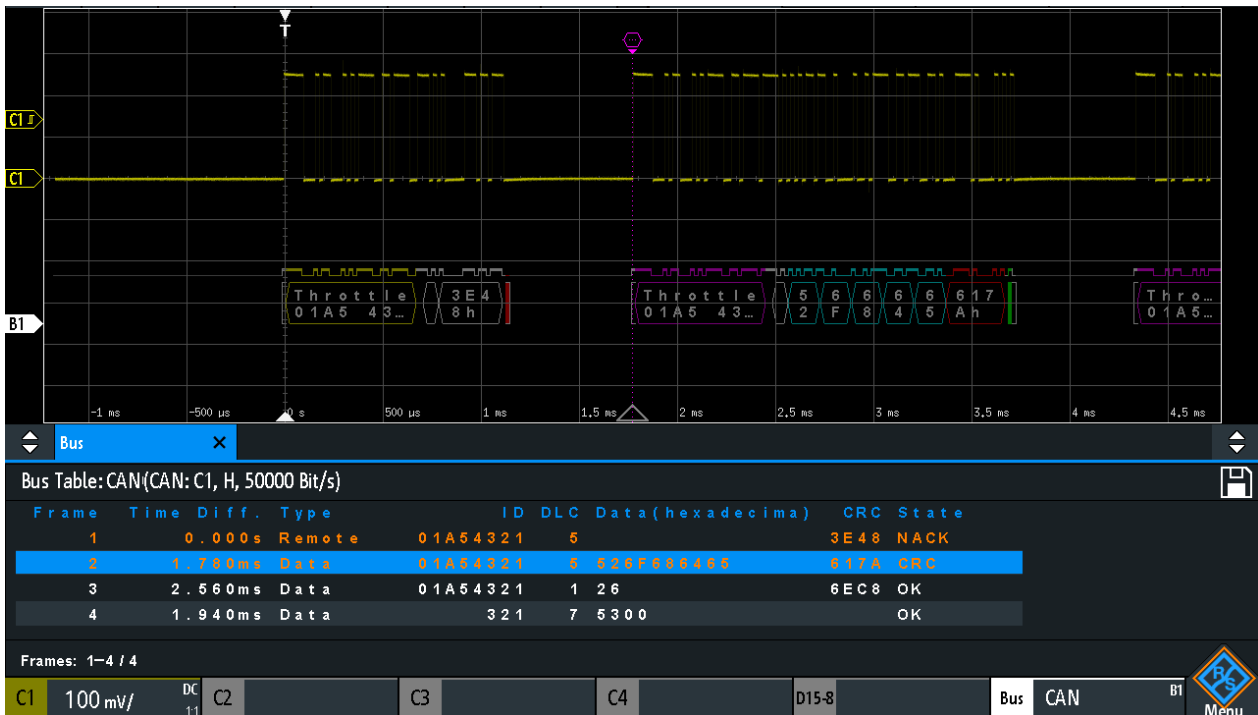 T
C1
C1
Throttle 3E4 Throttle 5 6 6 6 6 617 Thro…
01A5 43… 8h 01A5 43… 2 F 8 4 5 Ah 01A5…
B1
-1 ms -500 µs 0 s 500 µs 1 ms 1.5 ms 2 ms 2.5 ms 3 ms 3.5 ms 4 ms 4.5 ms
Bus ×
Bus Table: CAN (CAN: C1, H, 50000 Bit/s)
Frame Time Diff. Type ID DLC Data(hexadecima) CRC State
1 0.000s Remote 01A54321 5 3E48 NACK
2 1.780ms Data 01A54321 5 526F686465 617A CRC
3 2.560ms Data 01A54321 1 26 6EC8 OK
4 1.940ms Data 321 7 5300 OK
Frames: 1-4 / 4
C1 100 mV/ DC 1:1 C2 C3 C4 D15-8 Bus CAN B1 R&S Menu